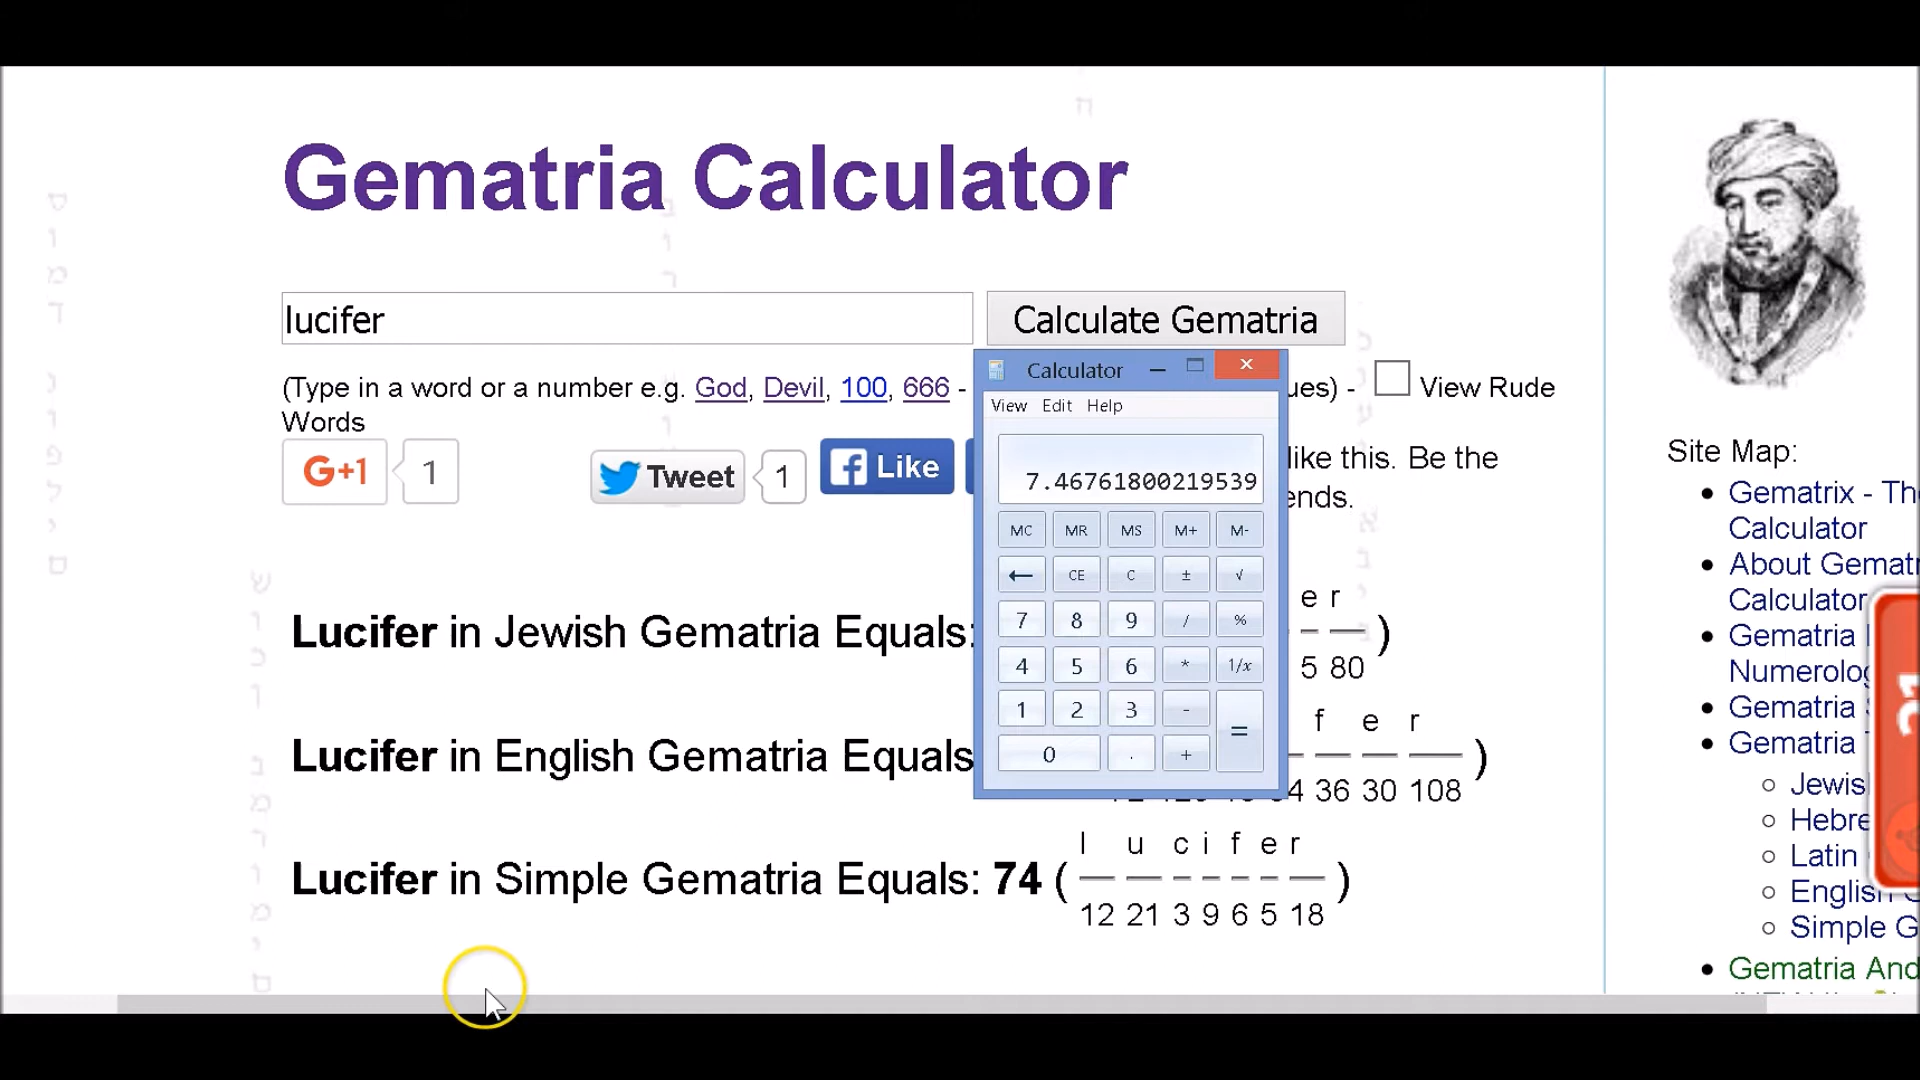 Gematria Calculator
lucifer
Calculate Gematria
(Type in a word or a number e.g. God, Devil, 100, 666 -
ues) -
View Rude
Words
G+1
1
Tweet
1
Like
like this. Be the
ends.
Calculator
View Edit Help
7.46761800219539
MC MR MS M+ M-
← CE C ± √
7 8 9 / %
4 5 6 * 1/x
1 2 3 - =
0 . +
Lucifer in Jewish Gematria Equals:
e r
5 80
)
Lucifer in English Gematria Equals
f e r
4 36 30 108
)
Lucifer in Simple Gematria Equals: 74 (
l u c i f e r
12 21 3 9 6 5 18
)
Site Map:
Gematrix - Th
Calculator
About Gemat
Calculator
Gematria
Numerolo
Gematria
Gematria
Jewis
Hebre
Latin
English
Simple G
Gematria And